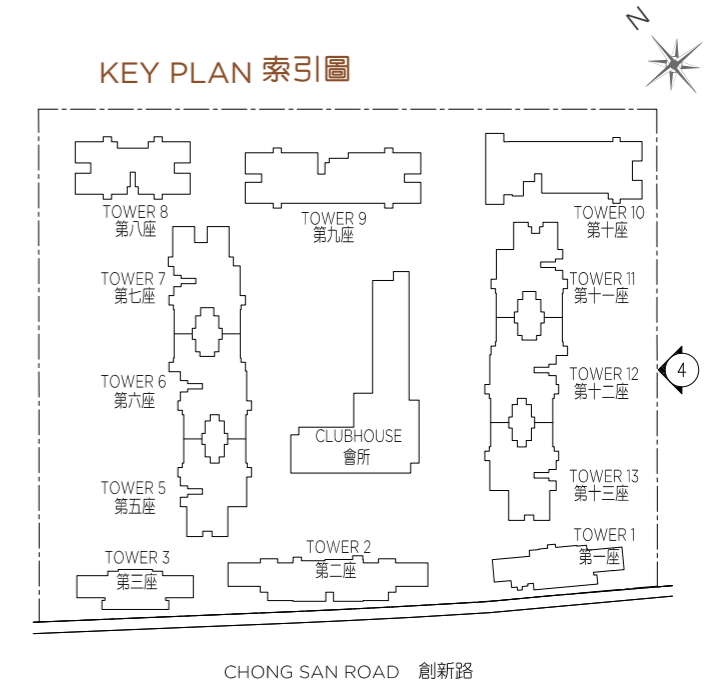 N
KEY PLAN 索引圖
TOWER 8
第八座
TOWER 9
第九座
TOWER 10
第十座
TOWER 7
第七座
TOWER 11
第十一座
TOWER 6
第六座
TOWER 12
第十二座
4
CLUBHOUSE
會所
TOWER 5
第五座
TOWER 13
第十三座
TOWER 3
第三座
TOWER 2
第二座
TOWER 1
第一座
CHONG SAN ROAD 創新路